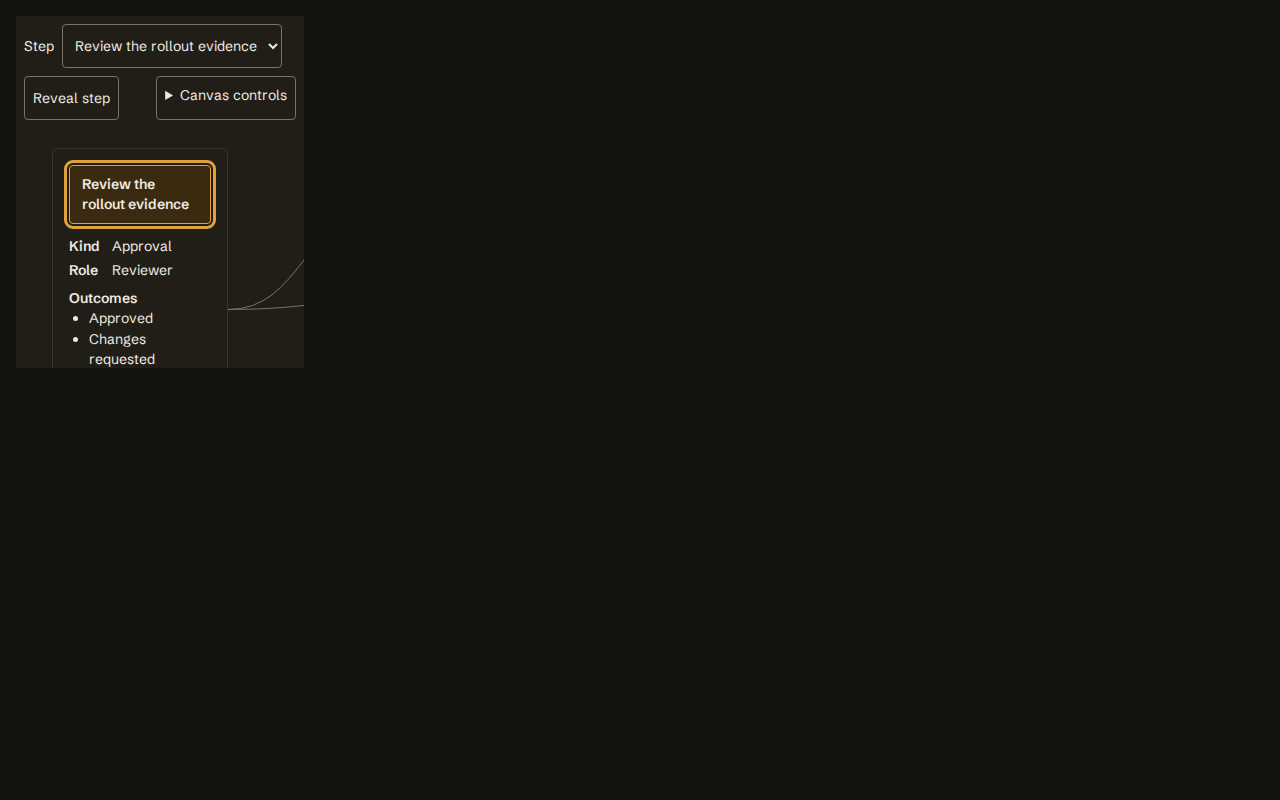 Step
Review the rollout evidence
Reveal step
Canvas controls
Review the
rollout evidence
Kind Approval
Role Reviewer
Outcomes
Approved
Changes
requested